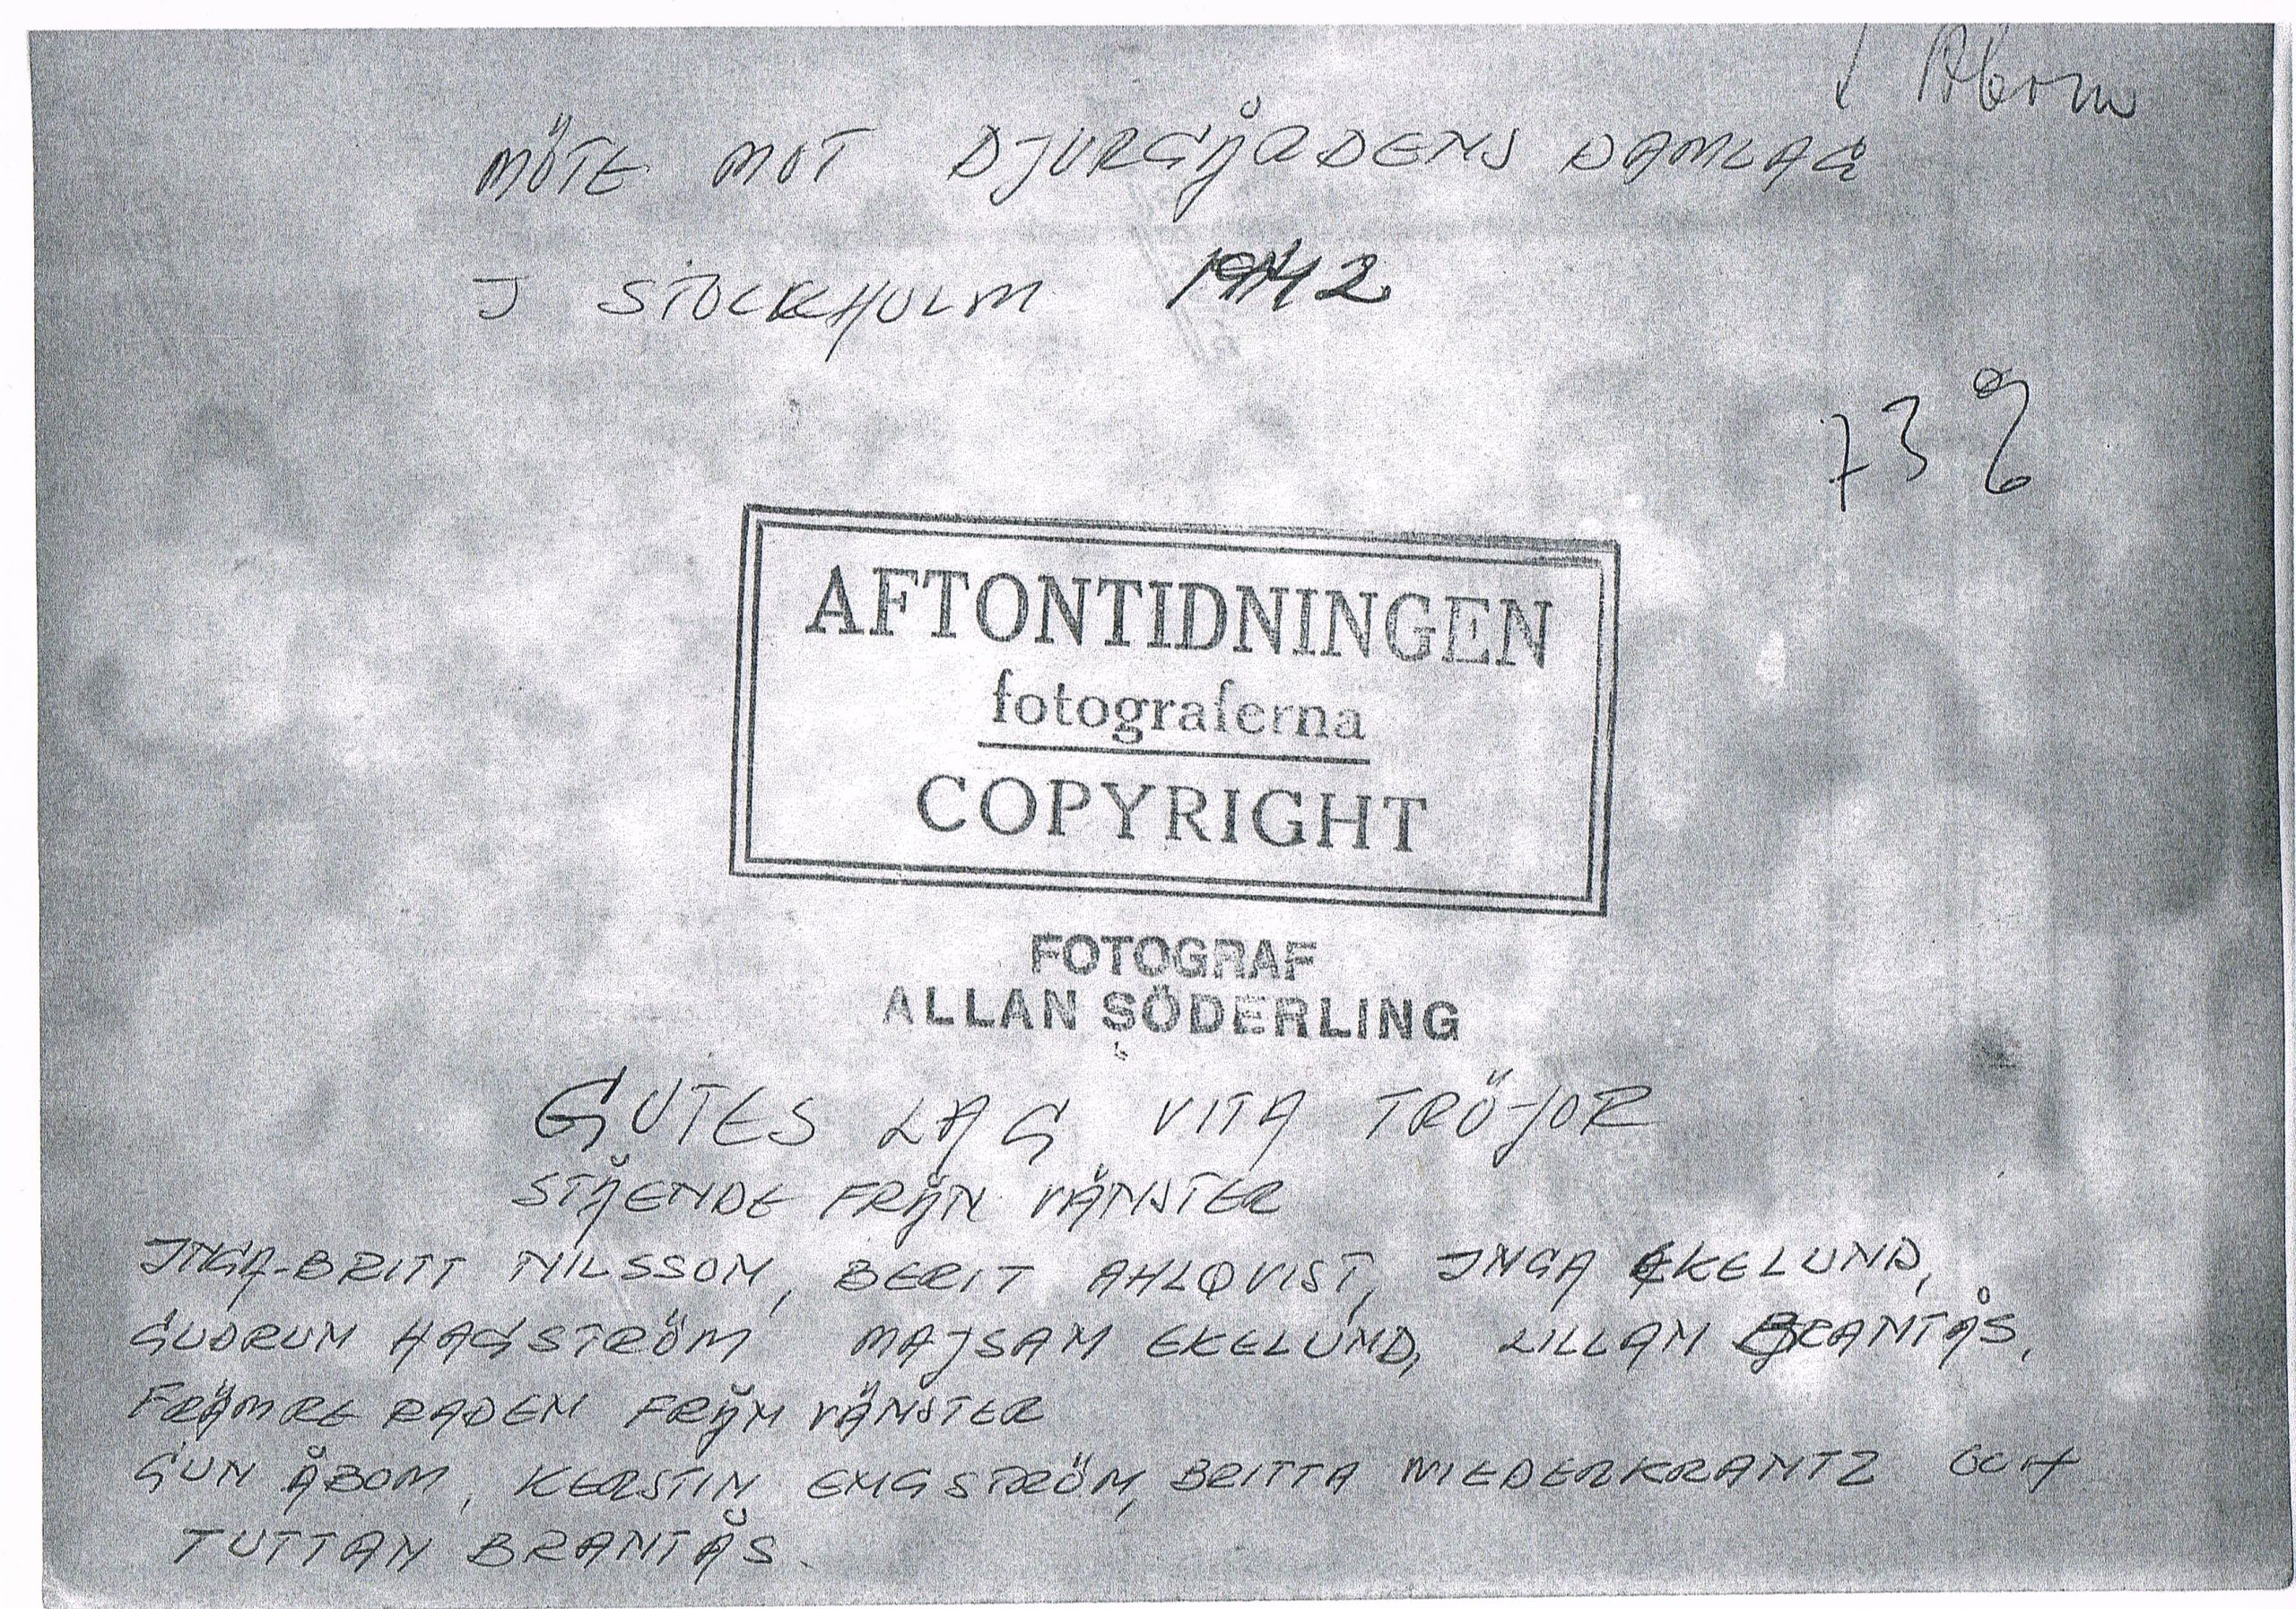 Åbom
MÖTE MOT DJURGÅRDENS DAMLAG
I STOCKHOLM 1942
73
AFTONTIDNINGEN
fotograferna
COPYRIGHT
FOTOGRAF
ALLAN SÖDERLING
GUTES LAG VITA TRÖJOR
STÅENDE FRÅN VÄNSTER
INGA-BRITT NILSSON, BERIT AHLQVIST, INGA EKELUND,
GUDRUN HAGSTRÖM MAJSAN EKELUND, LILLAN BRANTÅS,
FRÄMRE RADEN FRÅN VÄNSTER
GUN ÅBOM, KERSTIN ENGSTRÖM, BRITTA WIEDERKRANTZ OCH
TUTTAN BRANTÅS.